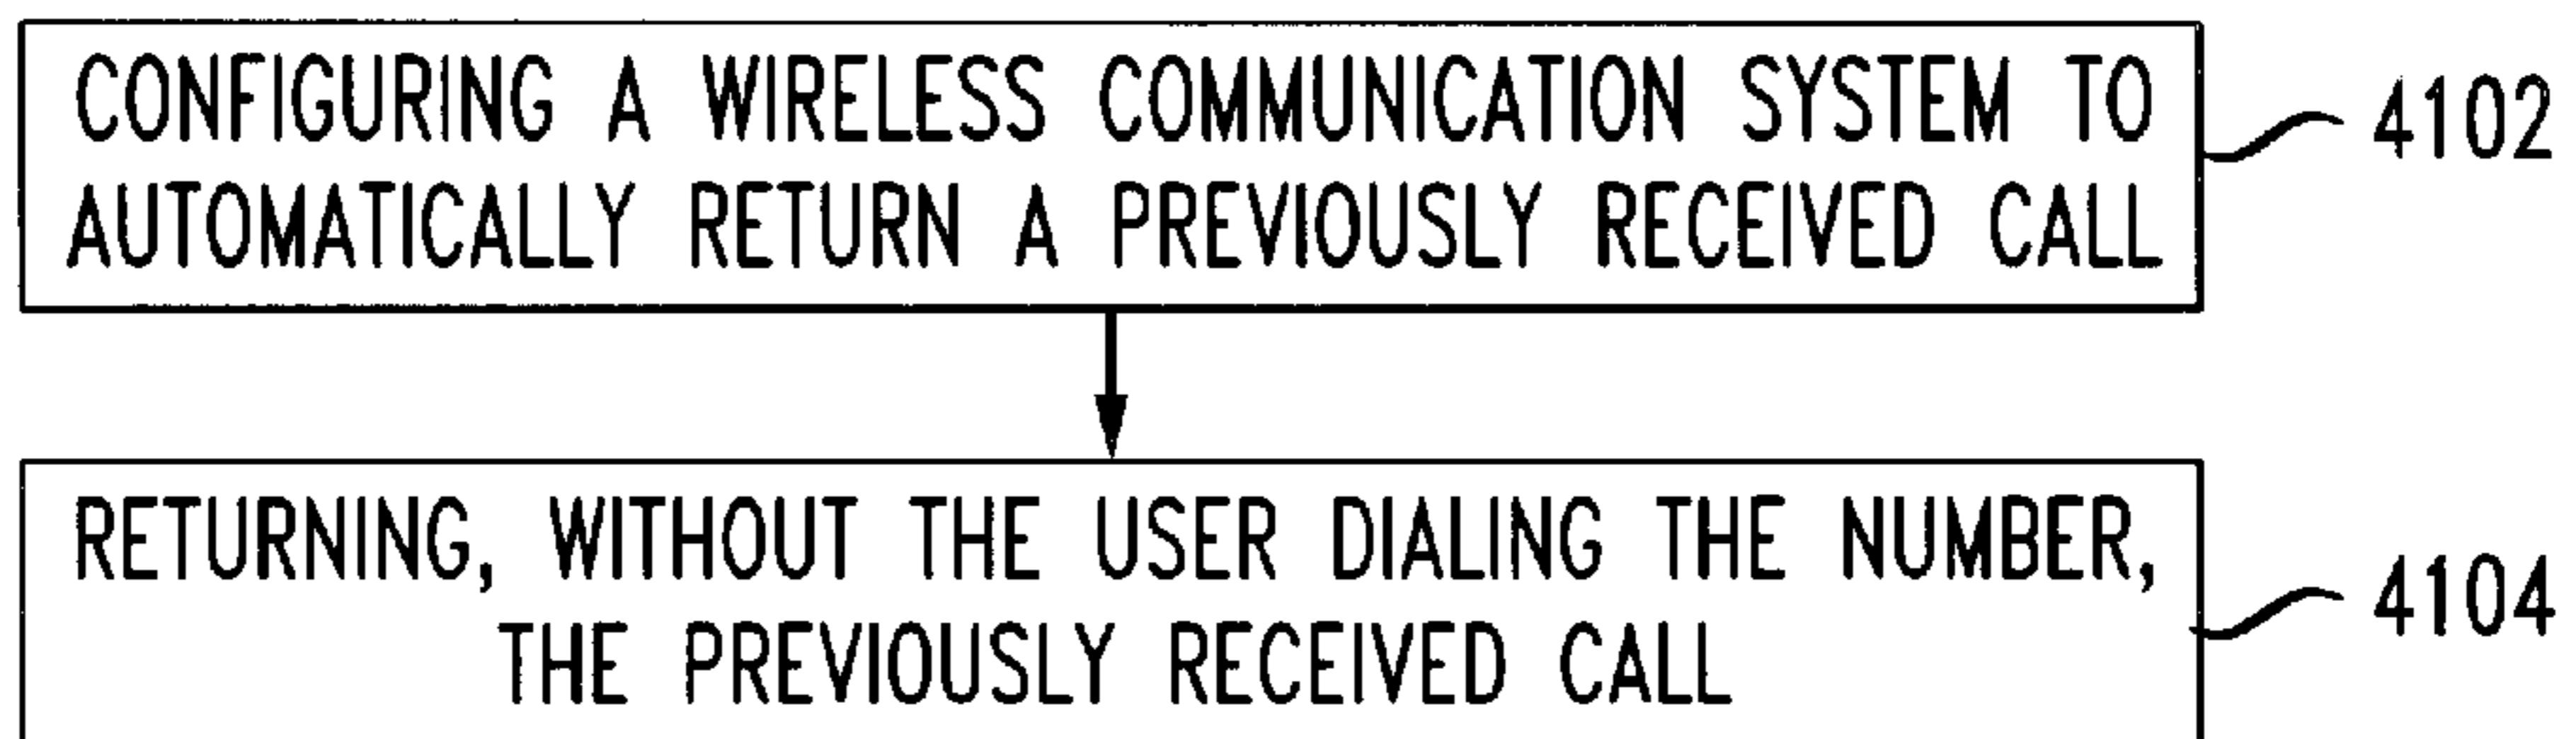 CONFIGURING A WIRELESS COMMUNICATION SYSTEM TO
AUTOMATICALLY RETURN A PREVIOUSLY RECEIVED CALL
4102
RETURNING, WITHOUT THE USER DIALING THE NUMBER,
THE PREVIOUSLY RECEIVED CALL
4104